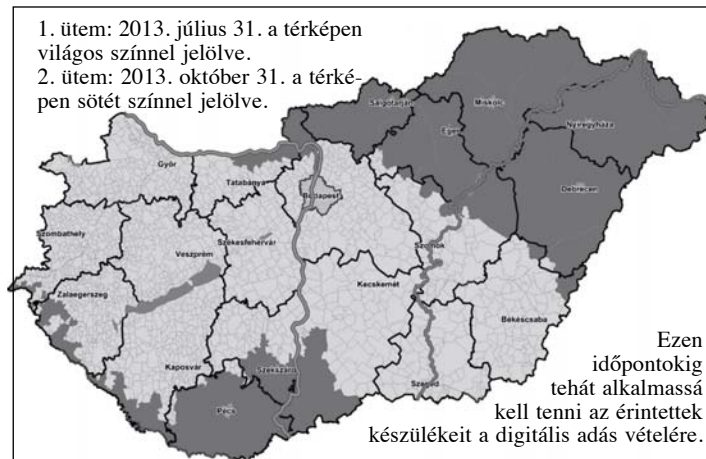 1. ütem: 2013. július 31. a térképen
világos színnel jelölve.
2. ütem: 2013. október 31. a térké-
pen sötét színnel jelölve.
Salgótarján
Miskolc
Nyíregyháza
Eger
Győr
Tatabánya
Budapest
Debrecen
Szombathely
Veszprém
Székesfehérvár
Szolnok
Zalaegerszeg
Kecskemét
Békéscsaba
Kaposvár
Szekszárd
Szeged
Pécs
Ezen
időpontokig
tehát alkalmassá
kell tenni az érintettek
készülékeit a digitális adás vételére.